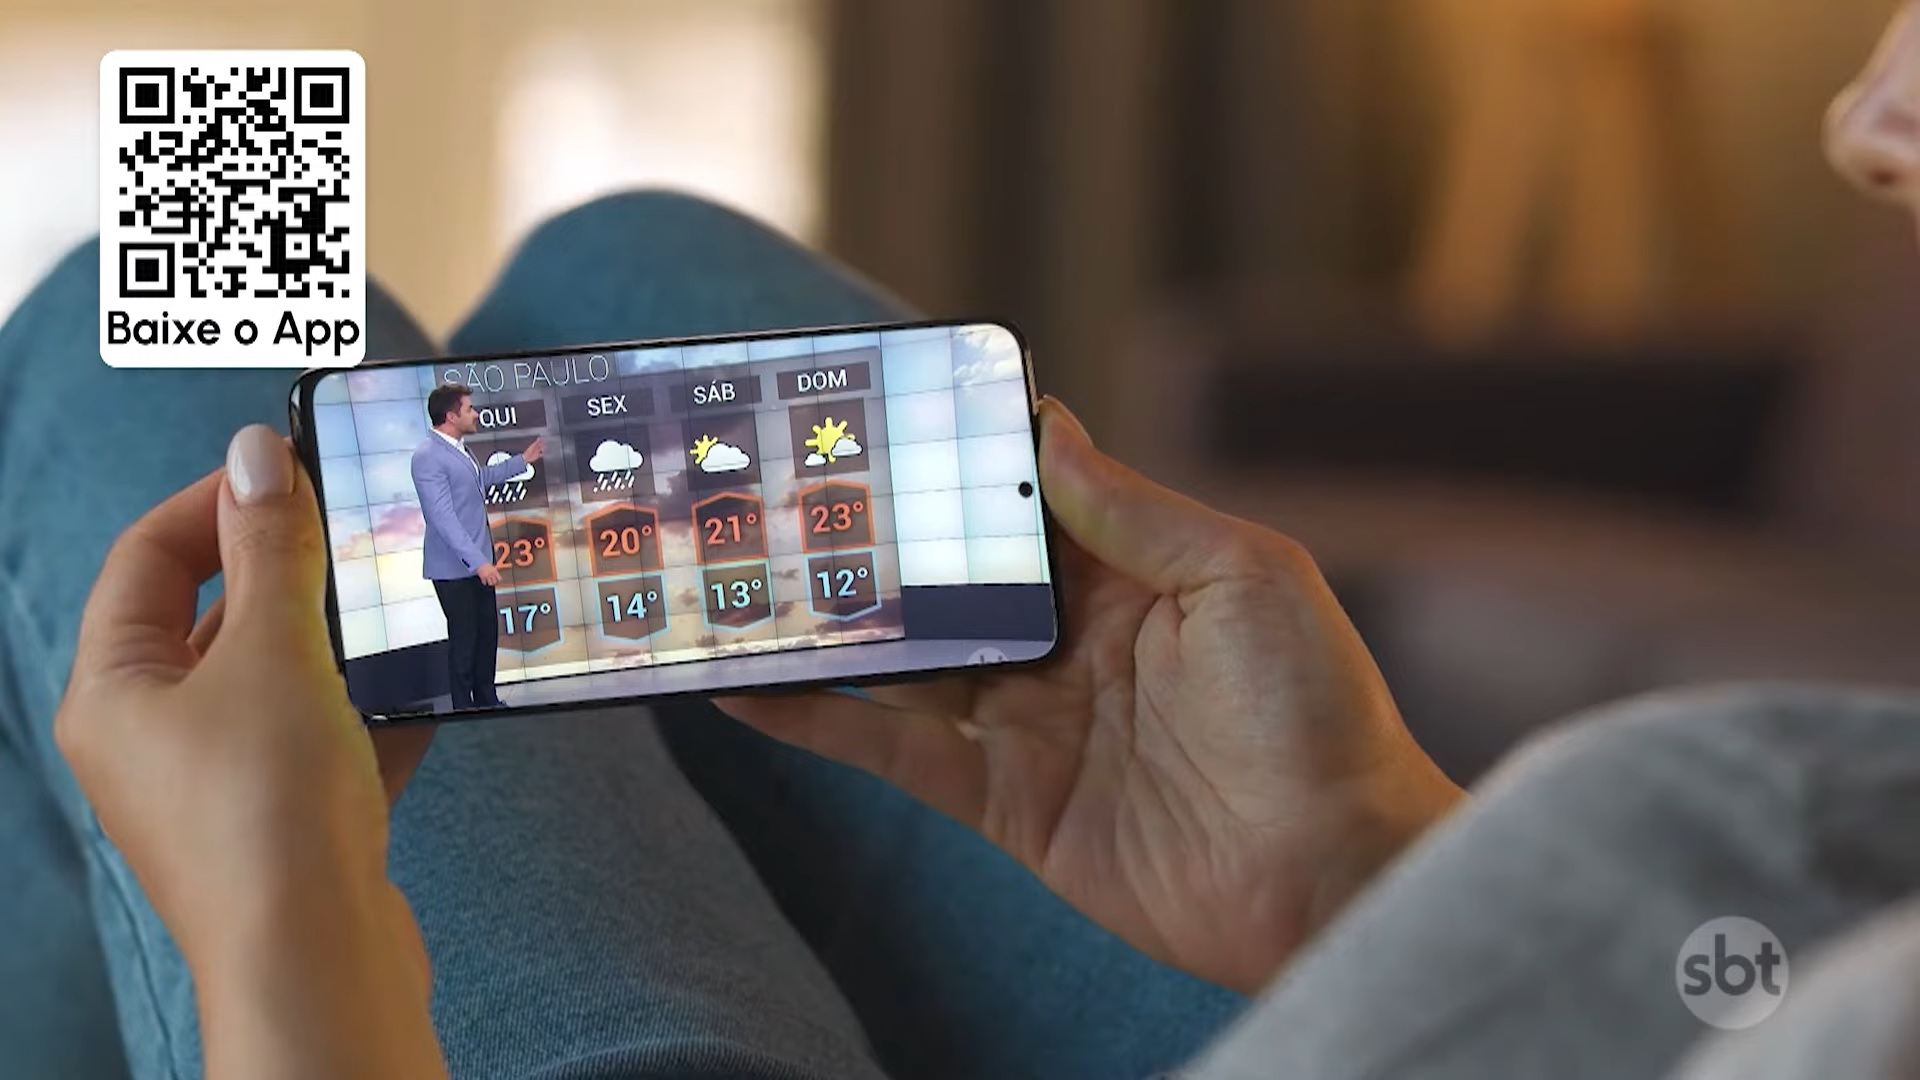 Baixe o App
SÃO PAULO
QUI SEX SÁB DOM
23° 20° 21° 23°
17° 14° 13° 12°
sbt